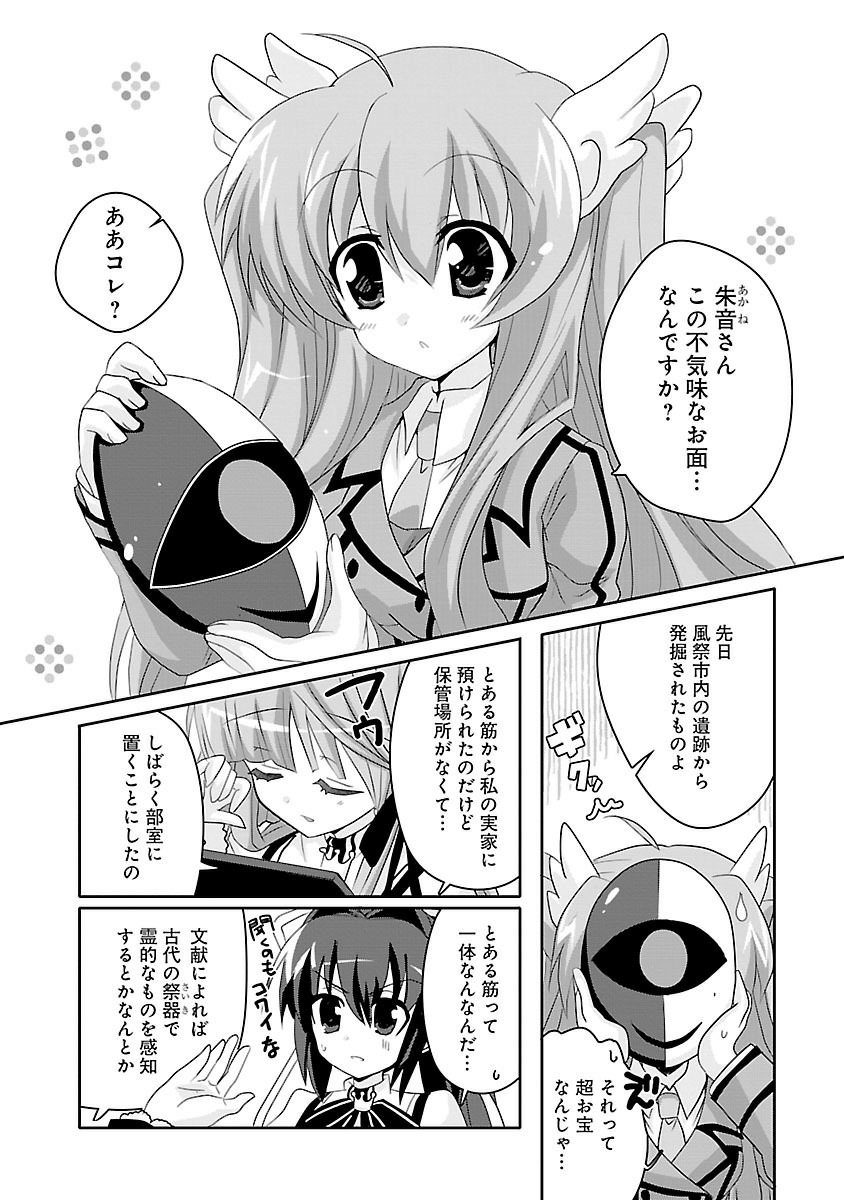 朱音さん
あかね
この不気味なお面…
なんですか？
ああコレ？
先日
風祭市内の遺跡から
発掘されたものよ
ギクッ
それって
超お宝
なんじゃ…
とある筋から私の実家に
預けられたのだけど
保管場所がなくて…
フゥ
しばらく部室に
置くことにしたの
とある筋って
一体なんなんだ…
聞くのもコワイな
文献によれば
古代の祭器で
さいき
霊的なものを感知
するとかなんとか